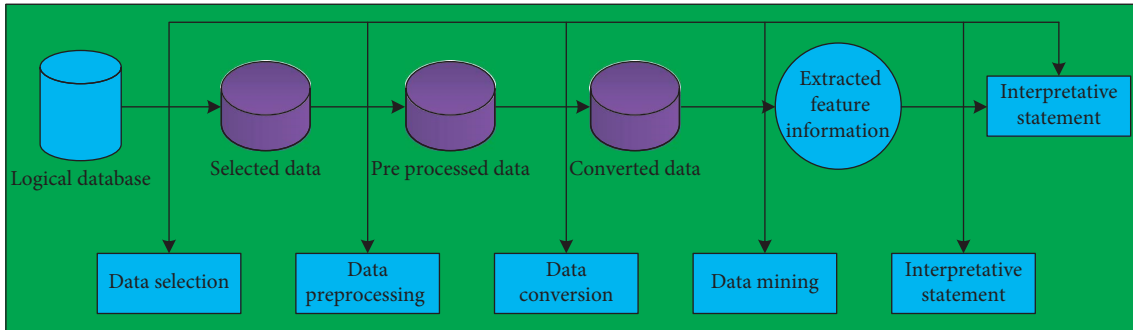 Extracted
feature
information
Interpretative
statement
Logical database
Selected data
Pre processed data
Converted data
Data selection
Data
preprocessing
Data
conversion
Data mining
Interpretative
statement